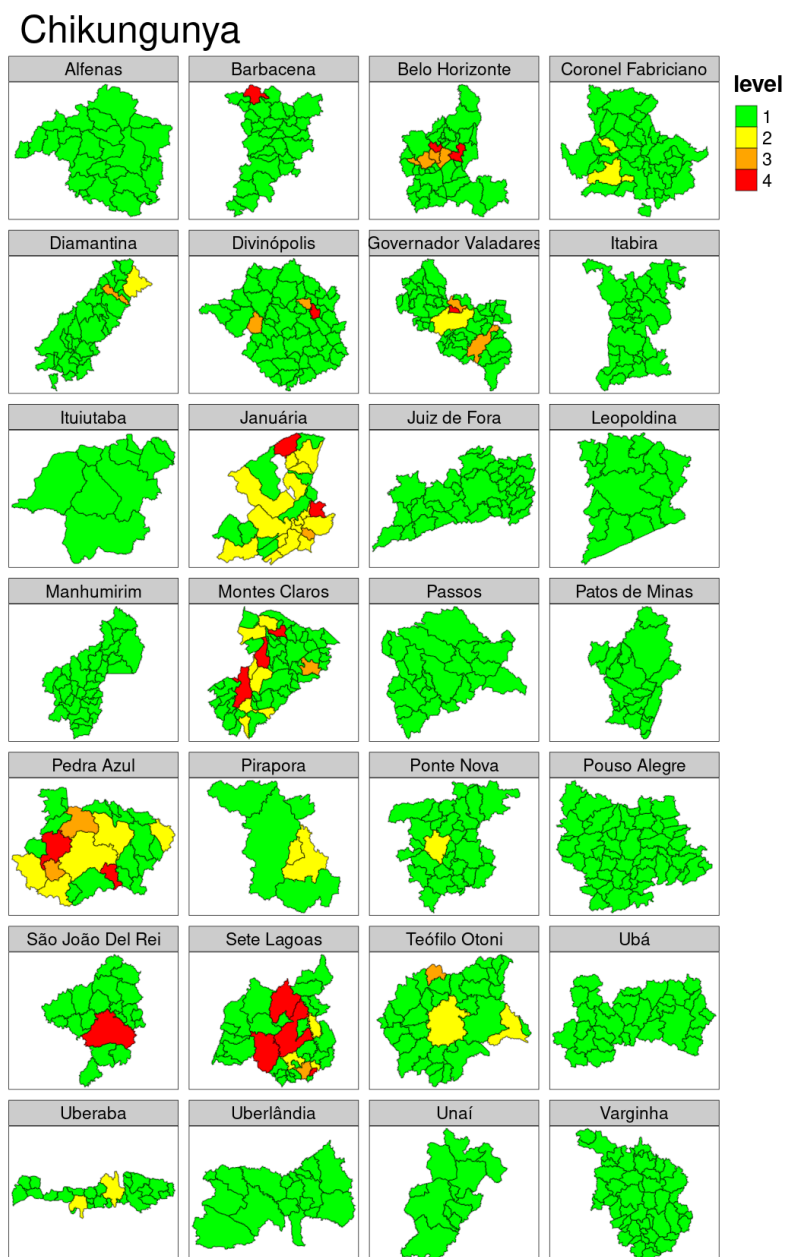 Chikungunya
Alfenas
Barbacena
Belo Horizonte
Coronel Fabriciano
level
1
2
3
4
Diamantina
Divinópolis
Governador Valadares
Itabira
Ituiutaba
Januária
Juiz de Fora
Leopoldina
Manhumirim
Montes Claros
Passos
Patos de Minas
Pedra Azul
Pirapora
Ponte Nova
Pouso Alegre
São João Del Rei
Sete Lagoas
Teófilo Otoni
Ubá
Uberaba
Uberlândia
Unaí
Varginha